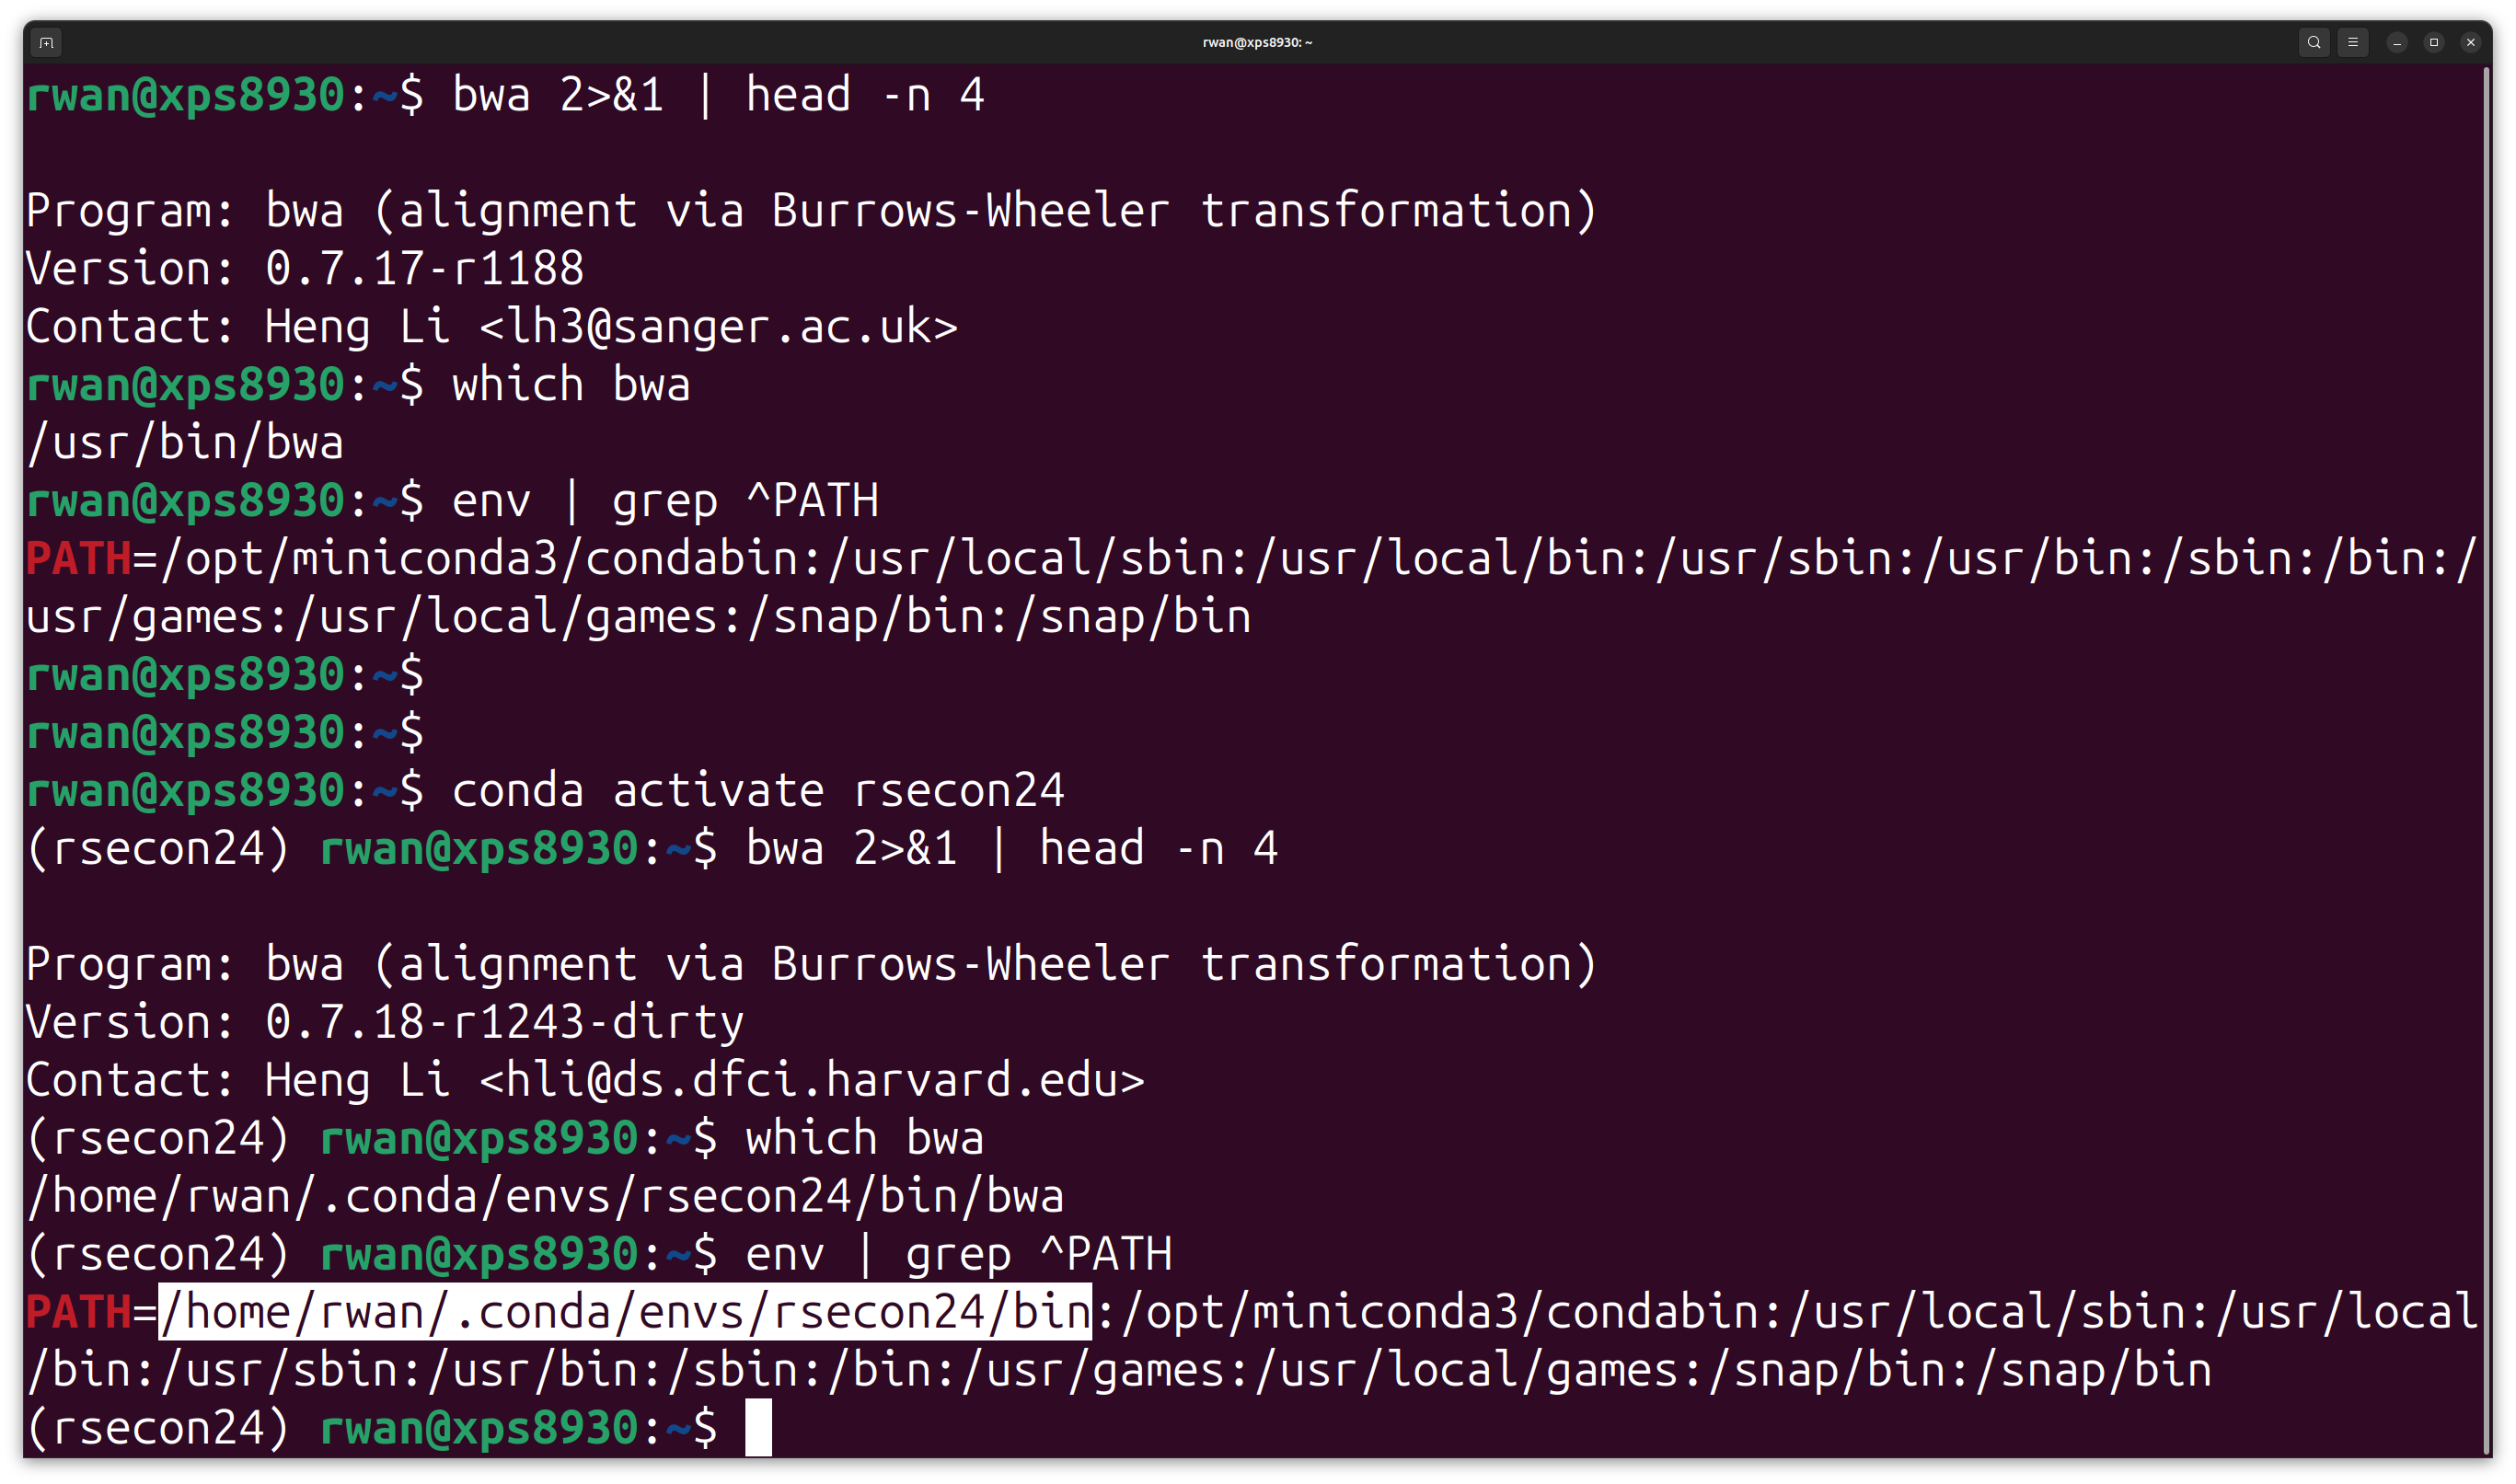 rwan@xps8930: ~
rwan@xps8930:~$ bwa 2>&1 | head -n 4
Program: bwa (alignment via Burrows-Wheeler transformation)
Version: 0.7.17-r1188
Contact: Heng Li <lh3@sanger.ac.uk>
rwan@xps8930:~$ which bwa
/usr/bin/bwa
rwan@xps8930:~$ env | grep ^PATH
PATH=/opt/miniconda3/condabin:/usr/local/sbin:/usr/local/bin:/usr/sbin:/usr/bin:/sbin:/bin:/
usr/games:/usr/local/games:/snap/bin:/snap/bin
rwan@xps8930:~$
rwan@xps8930:~$
rwan@xps8930:~$ conda activate rsecon24
(rsecon24) rwan@xps8930:~$ bwa 2>&1 | head -n 4
Program: bwa (alignment via Burrows-Wheeler transformation)
Version: 0.7.18-r1243-dirty
Contact: Heng Li <hli@ds.dfci.harvard.edu>
(rsecon24) rwan@xps8930:~$ which bwa
/home/rwan/.conda/envs/rsecon24/bin/bwa
(rsecon24) rwan@xps8930:~$ env | grep ^PATH
PATH=/home/rwan/.conda/envs/rsecon24/bin:/opt/miniconda3/condabin:/usr/local/sbin:/usr/local
/bin:/usr/sbin:/usr/bin:/sbin:/bin:/usr/games:/usr/local/games:/snap/bin:/snap/bin
(rsecon24) rwan@xps8930:~$